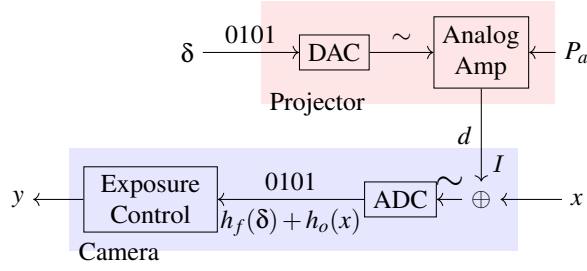 δ 0101 DAC ∼ Analog Amp P_a
Projector
d
I
y Exposure Control 0101 ADC ∼ ⊕ x
h_f(δ) + h_o(x)
Camera